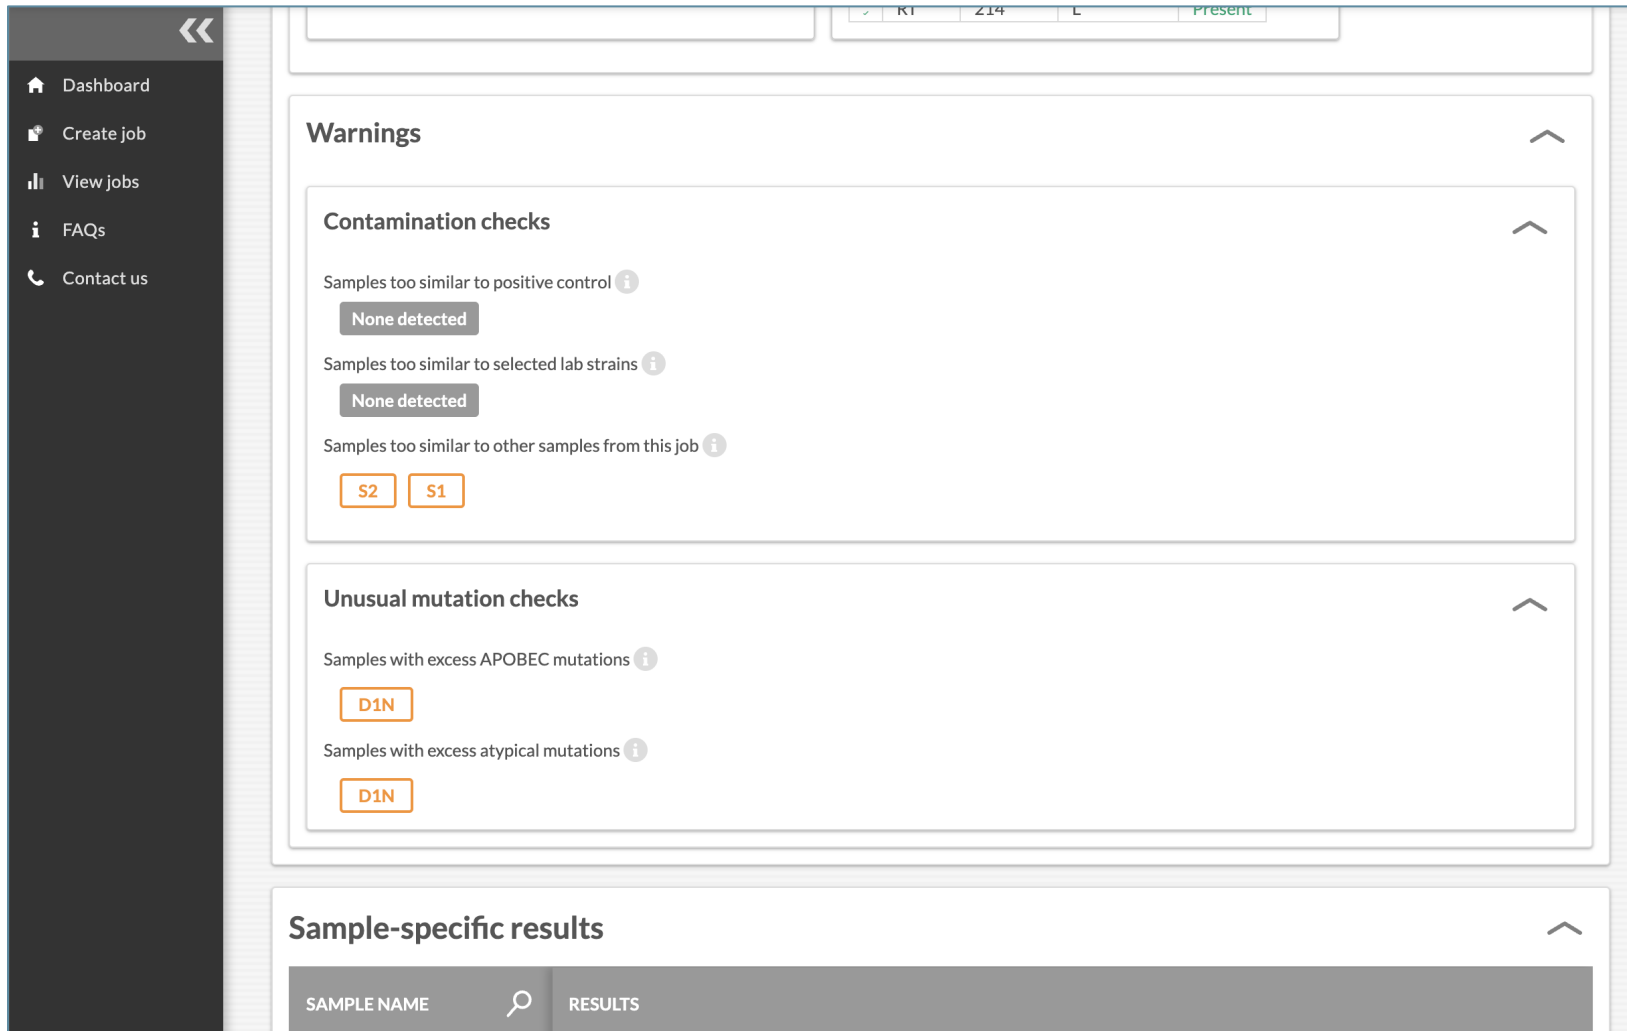 RT 214 L Present
Dashboard
Create job
View jobs
FAQs
Contact us
Warnings
Contamination checks
Samples too similar to positive control
None detected
Samples too similar to selected lab strains
None detected
Samples too similar to other samples from this job
S2 S1
Unusual mutation checks
Samples with excess APOBEC mutations
D1N
Samples with excess atypical mutations
D1N
Sample-specific results
SAMPLE NAME RESULTS